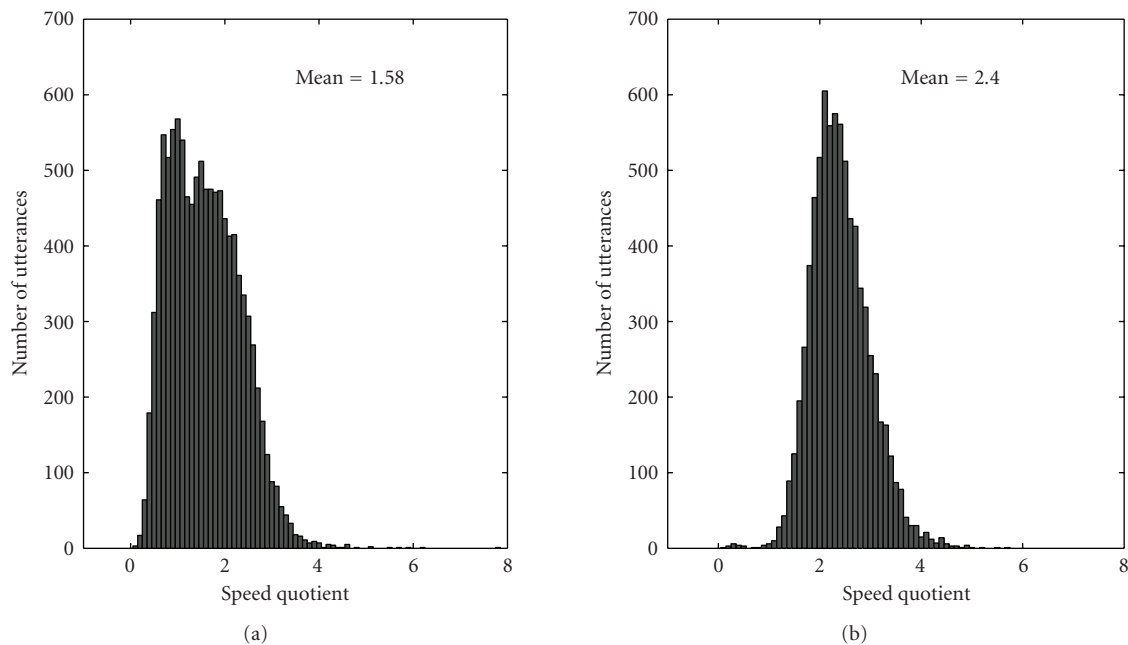 700
600
500
400
300
200
100
0
Number of utterances
Mean = 1.58
0 2 4 6 8
Speed quotient
(a)
700
600
500
400
300
200
100
0
Number of utterances
Mean = 2.4
0 2 4 6 8
Speed quotient
(b)